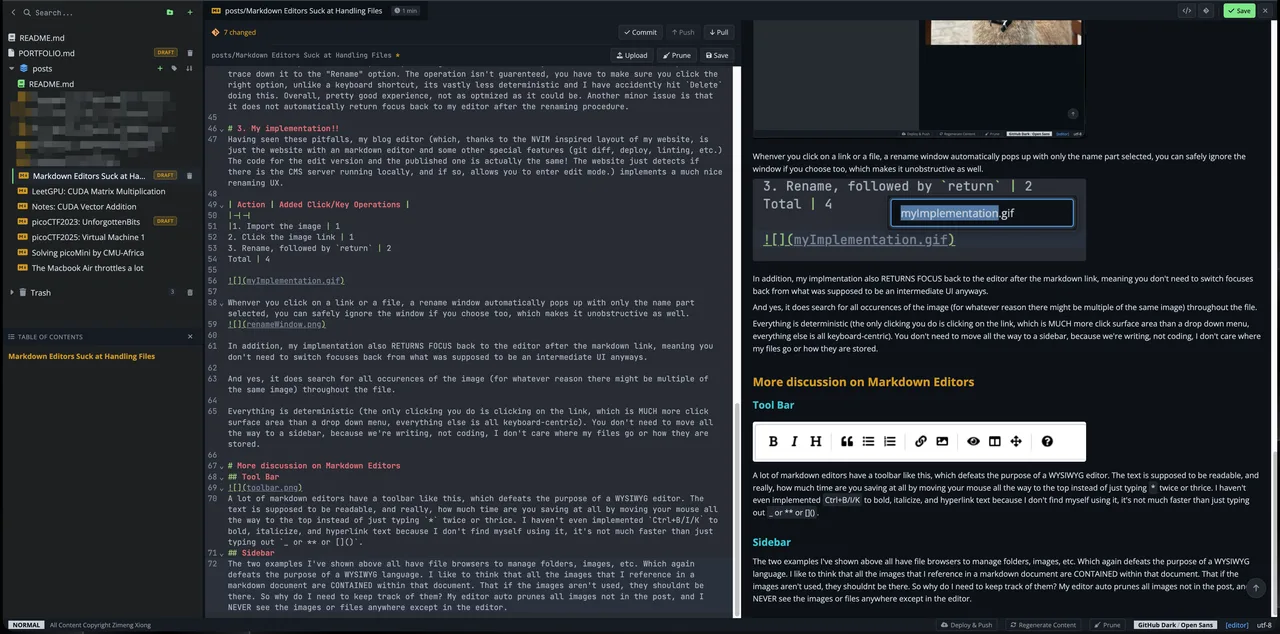 Search...
README.md
PORTFOLIO.md
DRAFT
posts
README.md
Markdown Editors Suck at Ha...
DRAFT
LeetGPU: CUDA Matrix Multiplication
Notes: CUDA Vector Addition
picoCTF2023: UnforgottenBits
DRAFT
picoCTF2025: Virtual Machine 1
Solving picoMini by CMU-Africa
The Macbook Air throttles a lot
Trash
3
TABLE OF CONTENTS
Markdown Editors Suck at Handling Files
posts/Markdown Editors Suck at Handling Files
1 min
Save
7 changed
Commit
Push
Pull
posts/Markdown Editors Suck at Handling Files
Upload
Prune
Save
trace down it to the "Rename" option. The operation isn't guarenteed, you have to make sure you click the
right option, unlike a keyboard shortcut, its vastly less deterministic and I have accidently hit `Delete`
doing this. Overall, pretty good experience, not as optmized as it could be. Another minor issue is that
it does not automatically return focus back to my editor after the renaming procedure.
45
46 # 3. My implementation!!
47 Having seen these pitfalls, my blog editor (which, thanks to the NVIM inspired layout of my website, is
just the website with an markdown editor and some other special features (git diff, deploy, linting, etc.)
The code for the edit version and the published one is actually the same! The website just detects if
there is the CMS server running locally, and if so, allows you to enter edit mode.) implements a much nice
renaming UX.
48
49 | Action | Added Click/Key Operations |
50 |-|-|
51 |1. Import the image | 1
52 2. Click the image link | 1
53 3. Rename, followed by `return` | 2
54 Total | 4
55
56 ![](myImplementation.gif)
57
58 Whenver you click on a link or a file, a rename window automatically pops up with only the name part
selected, you can safely ignore the window if you choose too, which makes it unobstructive as well.
59 ![](renameWindow.png)
60
61 In addition, my implmentation also RETURNS FOCUS back to the editor after the markdown link, meaning you
don't need to switch focuses back from what was supposed to be an intermediate UI anyways.
62
63 And yes, it does search for all occurences of the image (for whatever reason there might be multiple of
the same image) throughout the file.
64
65 Everything is deterministic (the only clicking you do is clicking on the link, which is MUCH more click
surface area than a drop down menu, everything else is all keyboard-centric). You don't need to move all
the way to a sidebar, because we're writing, not coding, I don't care where my files go or how they are
stored.
66
67 # More discussion on Markdown Editors
68 ## Tool Bar
69 ![](toolbar.png)
70 A lot of markdown editors have a toolbar like this, which defeats the purpose of a WYSIWYG editor. The
text is supposed to be readable, and really, how much time are you saving at all by moving your mouse all
the way to the top instead of just typing `*` twice or thrice. I haven't even implemented `Ctrl+B/I/K` to
bold, italicize, and hyperlink text because I don't find myself using it, it's not much faster than just
typing out `_ or ** or []()`.
71 ## Sidebar
72 The two examples I've shown above all have file browsers to manage folders, images, etc. Which again
defeats the purpose of a WYSIWYG language. I like to think that all the images that I reference in a
markdown document are CONTAINED within that document. That if the images aren't used, they shouldnt be
there. So why do I need to keep track of them? My editor auto prunes all images not in the post, and I
NEVER see the images or files anywhere except in the editor.
Whenver you click on a link or a file, a rename window automatically pops up with only the name part selected, you can safely ignore the
window if you choose too, which makes it unobstructive as well.
3. Rename, followed by `return` | 2
Total | 4
myImplementation.gif
![](myImplementation.gif)
In addition, my implmentation also RETURNS FOCUS back to the editor after the markdown link, meaning you don't need to switch focuses
back from what was supposed to be an intermediate UI anyways.
And yes, it does search for all occurences of the image (for whatever reason there might be multiple of the same image) throughout the file.
Everything is deterministic (the only clicking you do is clicking on the link, which is MUCH more click surface area than a drop down menu,
everything else is all keyboard-centric). You don't need to move all the way to a sidebar, because we're writing, not coding, I don't care where
my files go or how they are stored.
More discussion on Markdown Editors
Tool Bar
B I H
A lot of markdown editors have a toolbar like this, which defeats the purpose of a WYSIWYG editor. The text is supposed to be readable, and
really, how much time are you saving at all by moving your mouse all the way to the top instead of just typing * twice or thrice. I haven't
even implemented Ctrl+B/I/K to bold, italicize, and hyperlink text because I don't find myself using it, it's not much faster than just typing
out _ or ** or []() .
Sidebar
The two examples I've shown above all have file browsers to manage folders, images, etc. Which again defeats the purpose of a WYSIWYG
language. I like to think that all the images that I reference in a markdown document are CONTAINED within that document. That if the
images aren't used, they shouldnt be there. So why do I need to keep track of them? My editor auto prunes all images not in the post, and I
NEVER see the images or files anywhere except in the editor.
NORMAL
All Content Copyright Zimeng Xiong
Deploy & Push
Regenerate Content
Prune
GitHub Dark / Open Sans
[editor]
utf-8